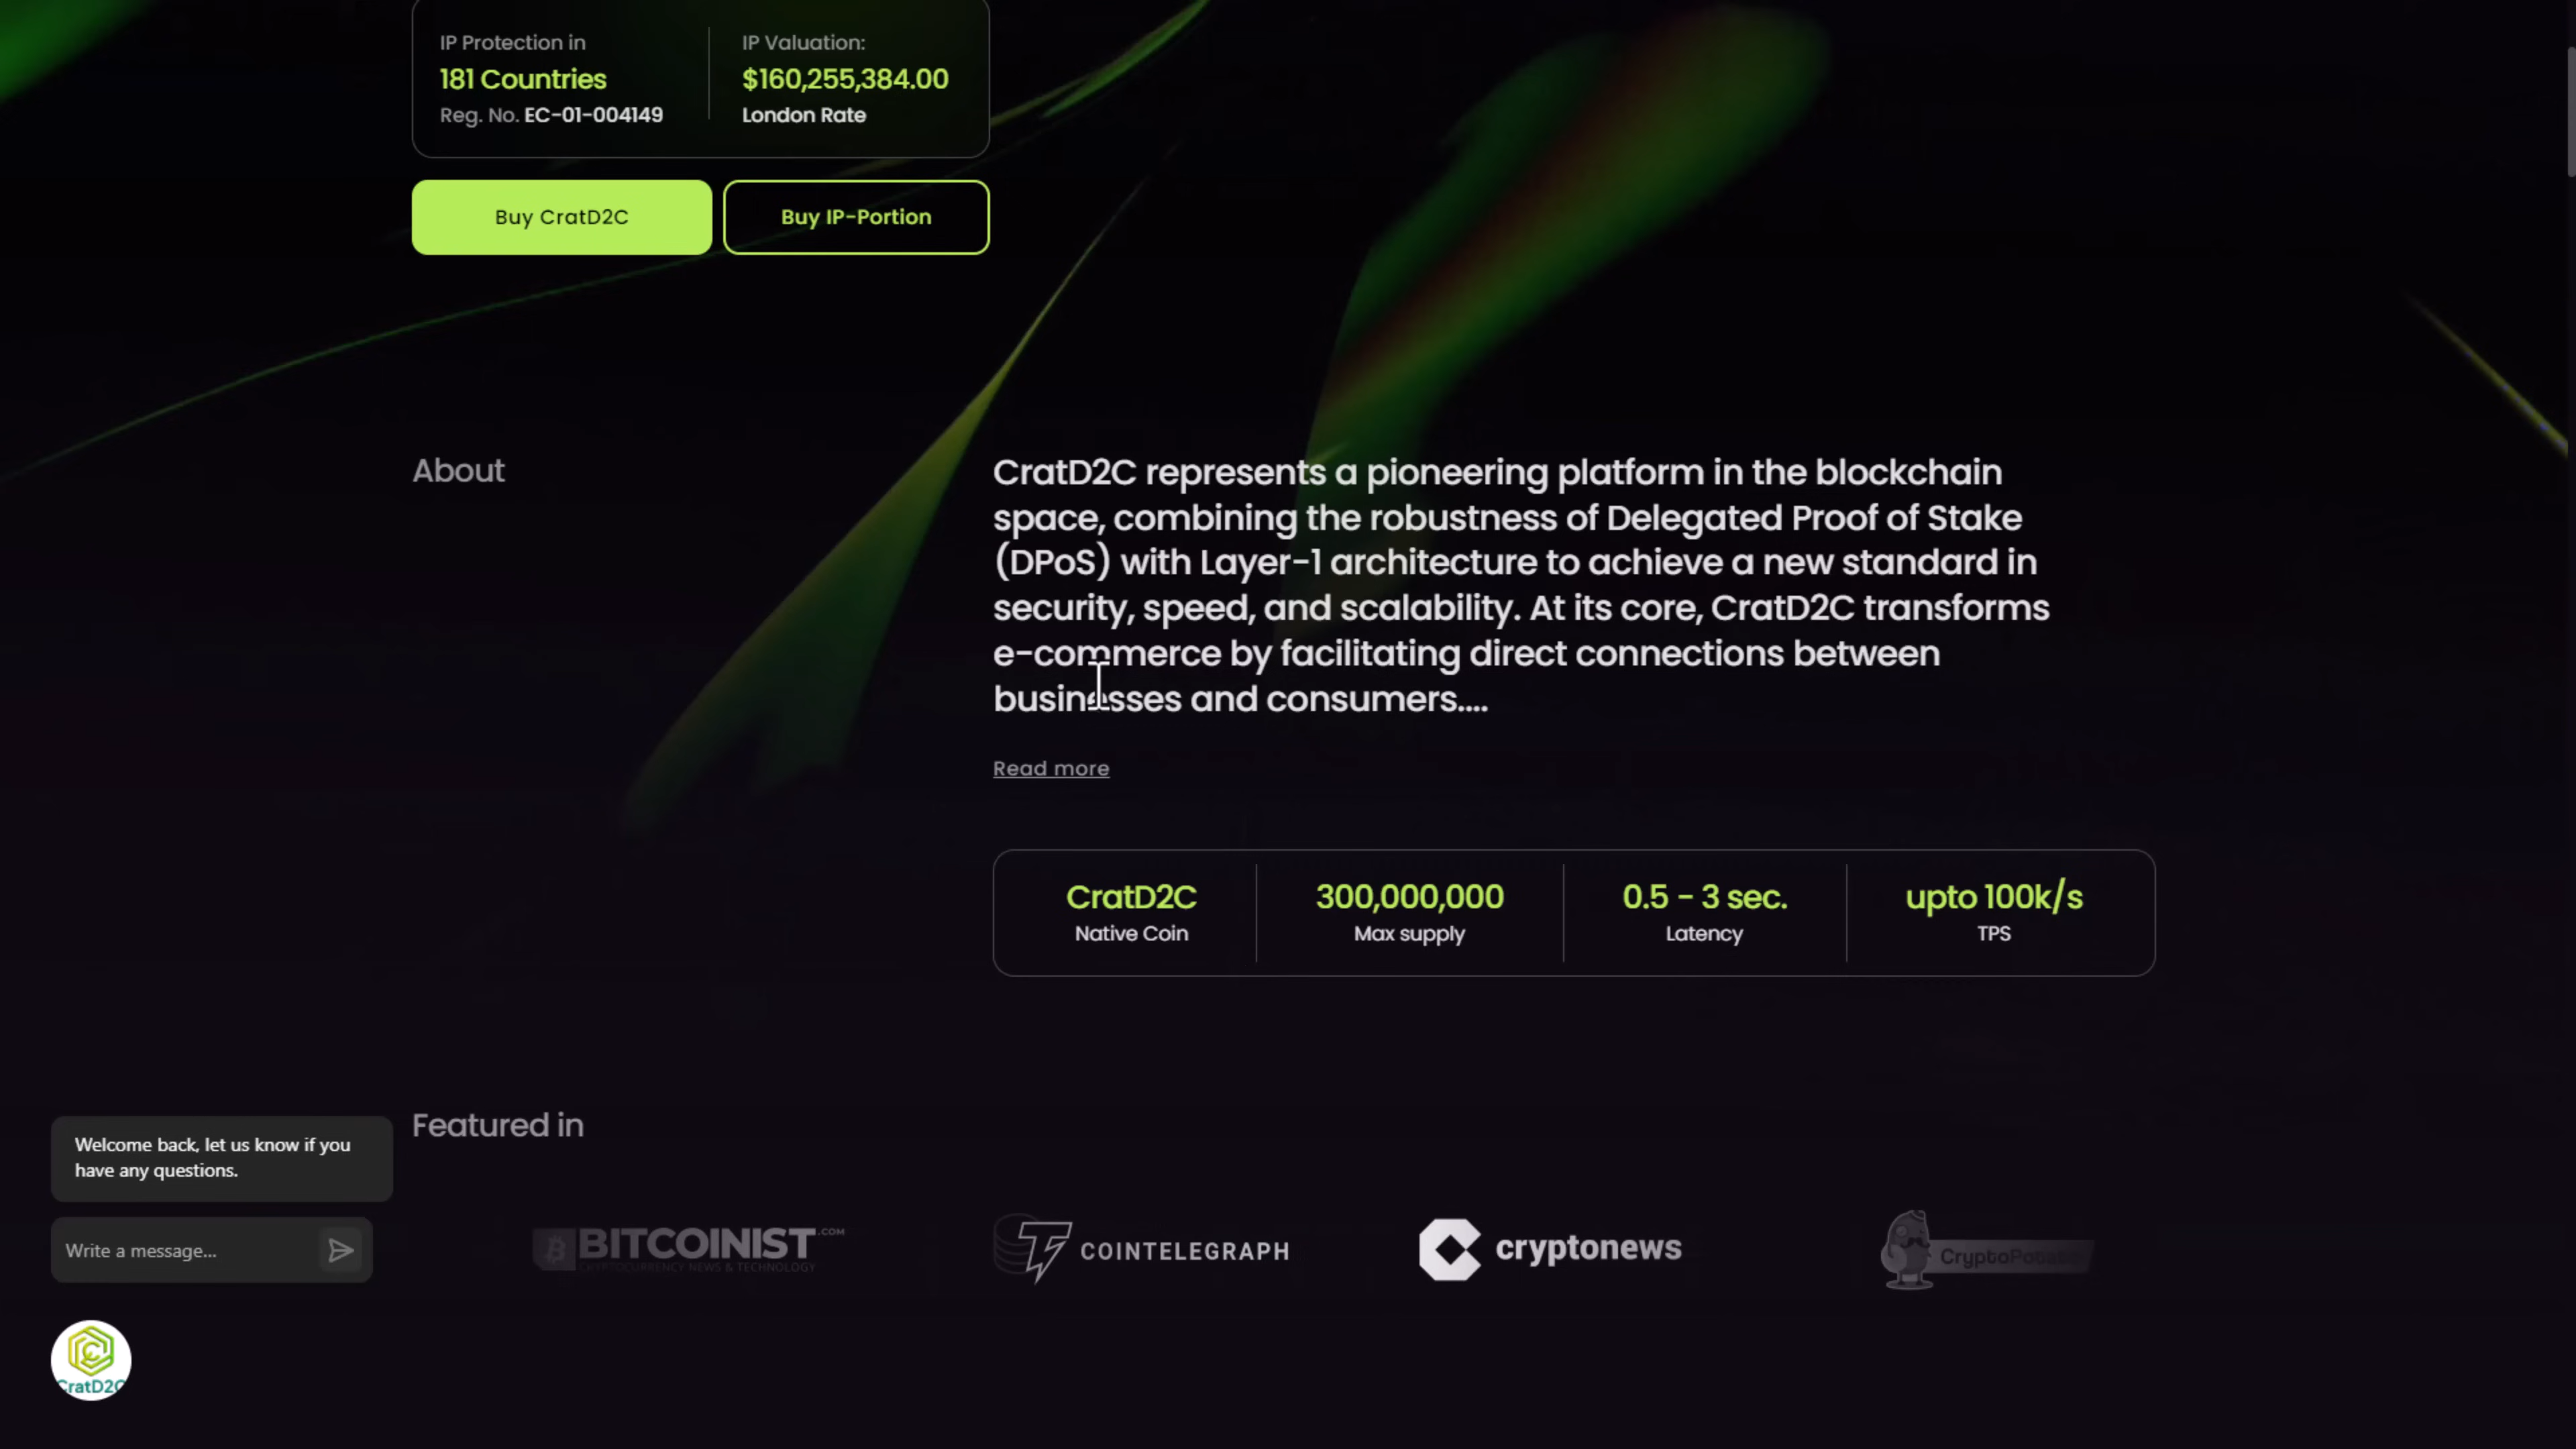 IP Protection in
181 Countries
Reg. No. EC-01-004149
IP Valuation:
$160,255,384.00
London Rate
Buy CratD2C
Buy IP-Portion
About
CratD2C represents a pioneering platform in the blockchain
space, combining the robustness of Delegated Proof of Stake
(DPoS) with Layer-1 architecture to achieve a new standard in
security, speed, and scalability. At its core, CratD2C transforms
e-commerce by facilitating direct connections between
businesses and consumers....
Read more
CratD2C
Native Coin
300,000,000
Max supply
0.5 - 3 sec.
Latency
upto 100k/s
TPS
Featured in
BITCOINIST.COM
CRYPTOCURRENCY NEWS & TECHNOLOGY
COINTELEGRAPH
cryptonews
CryptoPotato
Welcome back, let us know if you
have any questions.
Write a message...
CratD2C